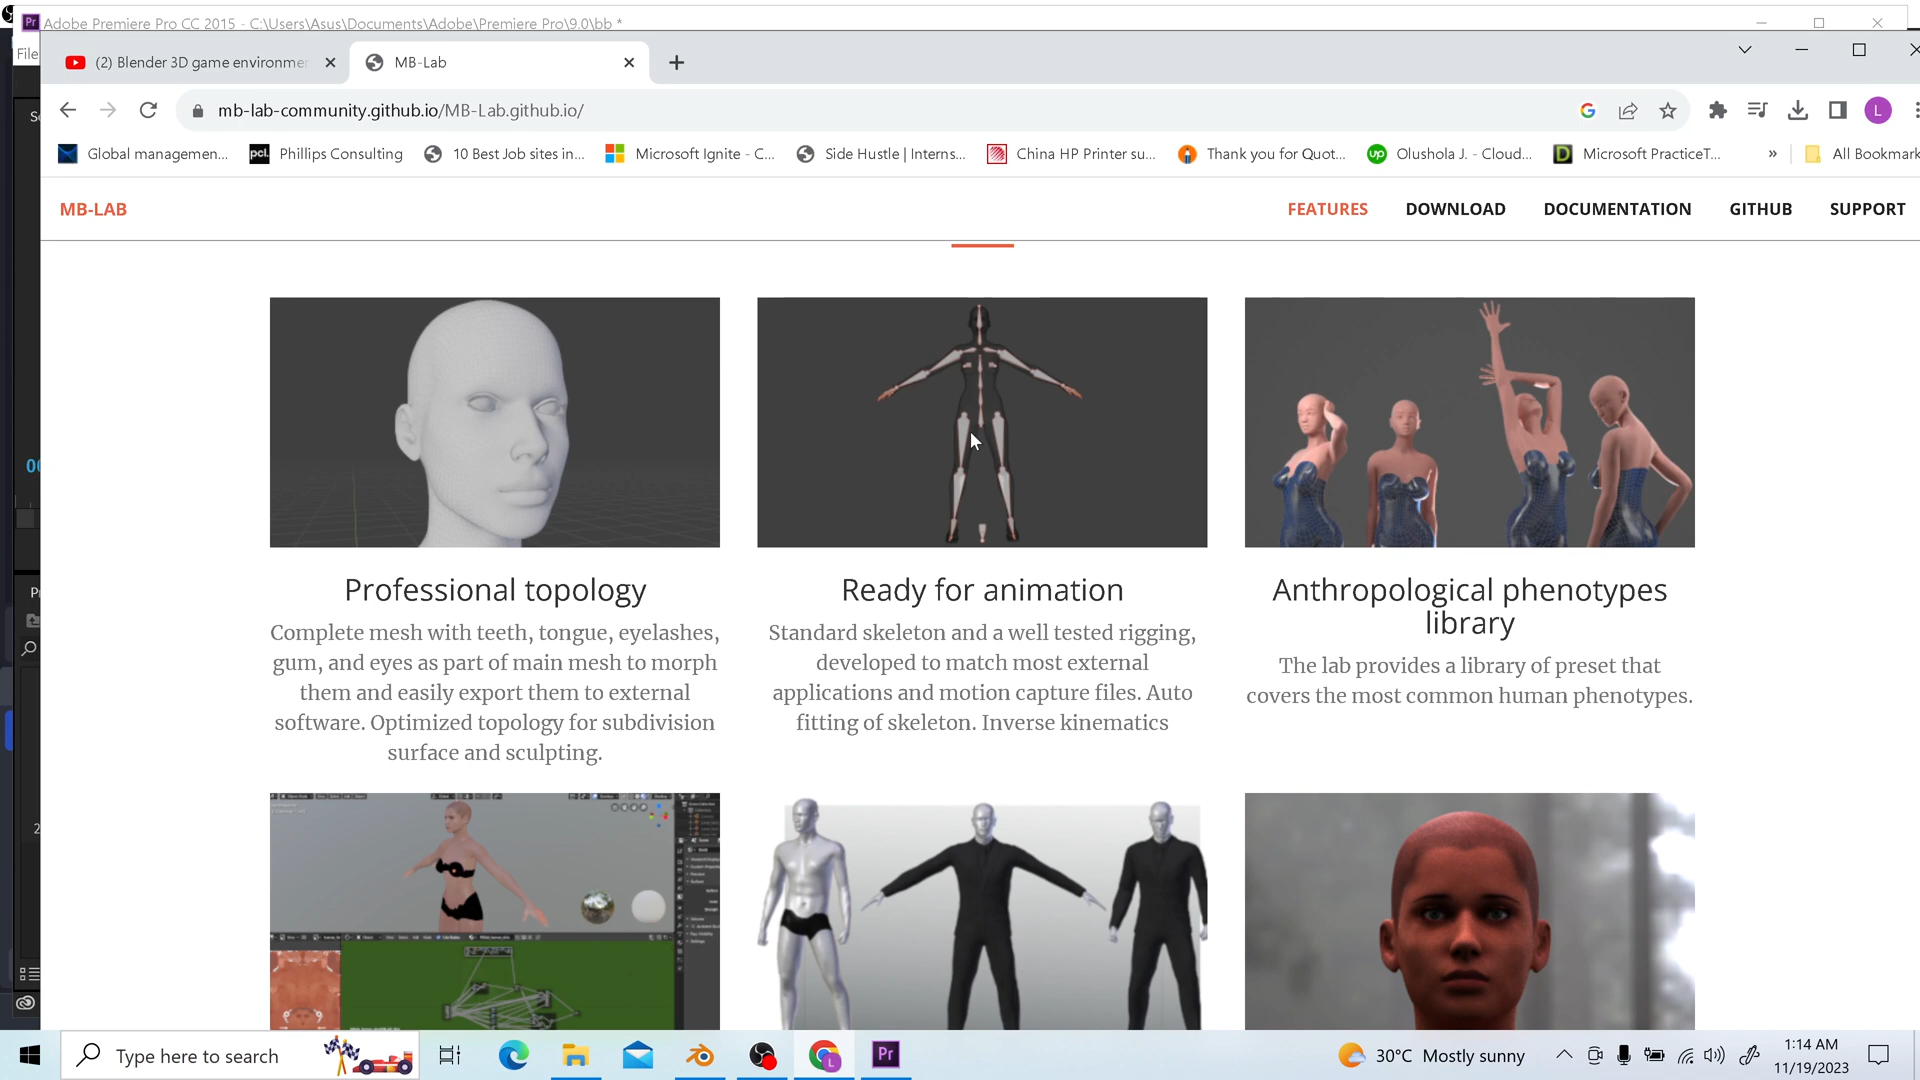 Adobe Premiere Pro CC 2015 - C:\Users\Asus\Documents\Adobe\Premiere Pro\9.0\bb *
File
(2) Blender 3D game environmer
MB-Lab
mb-lab-community.github.io/MB-Lab.github.io/
L
Global managemen...
pcl.
Phillips Consulting
10 Best Job sites in...
Microsoft Ignite - C...
Side Hustle | Interns...
China HP Printer su...
Thank you for Quot...
up
Olushola J. - Cloud...
Microsoft PracticeT...
»
All Bookmark
MB-LAB
FEATURES
DOWNLOAD
DOCUMENTATION
GITHUB
SUPPORT
Professional topology
Complete mesh with teeth, tongue, eyelashes,
gum, and eyes as part of main mesh to morph
them and easily export them to external
software. Optimized topology for subdivision
surface and sculpting.
Ready for animation
Standard skeleton and a well tested rigging,
developed to match most external
applications and motion capture files. Auto
fitting of skeleton. Inverse kinematics
Anthropological phenotypes
library
The lab provides a library of preset that
covers the most common human phenotypes.
Type here to search
Pr
30°C Mostly sunny
1:14 AM
11/19/2023